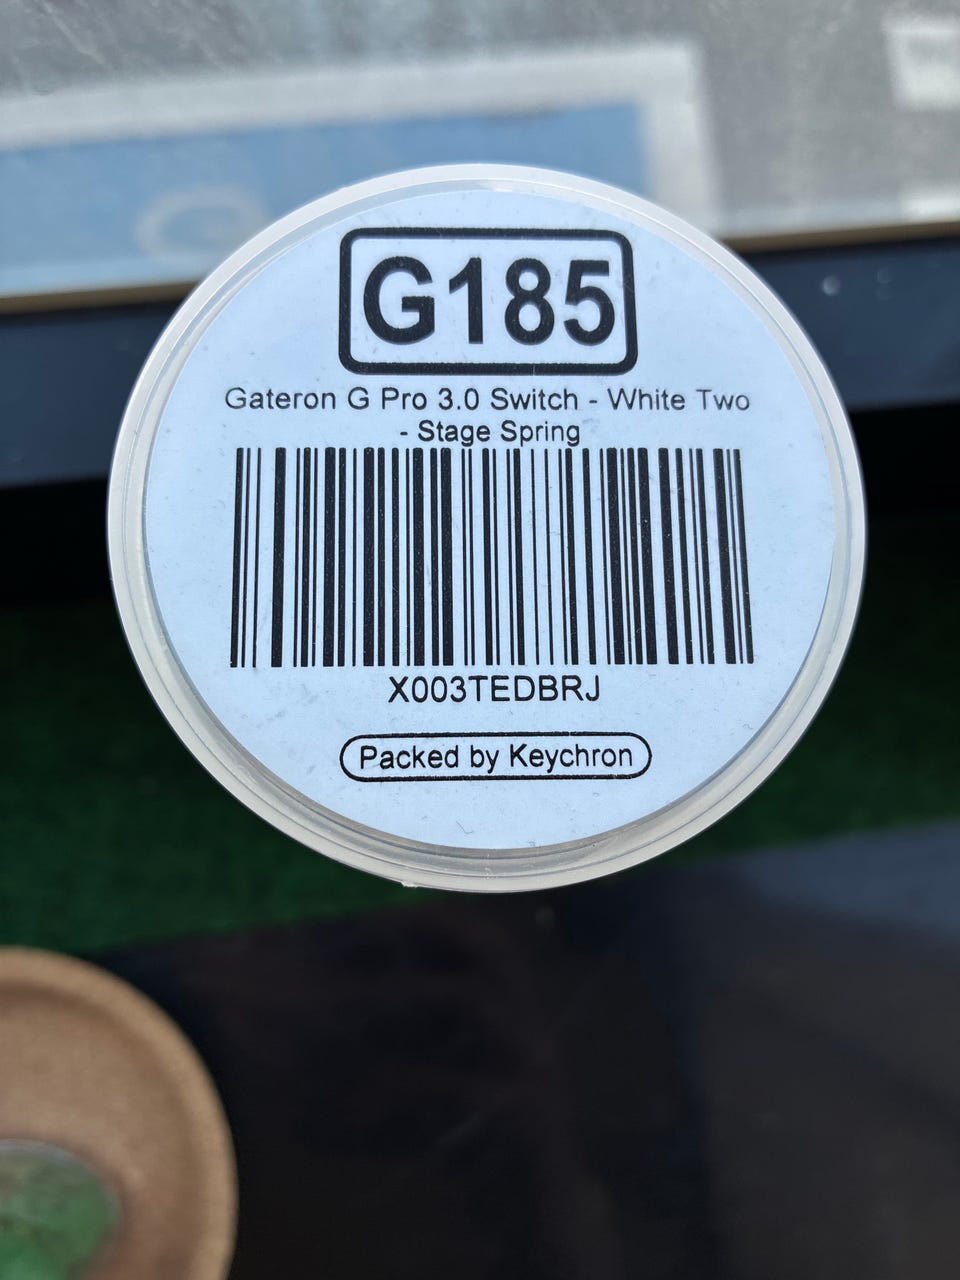 G185
Gateron G Pro 3.0 Switch - White Two
- Stage Spring
X003TEDBRJ
Packed by Keychron